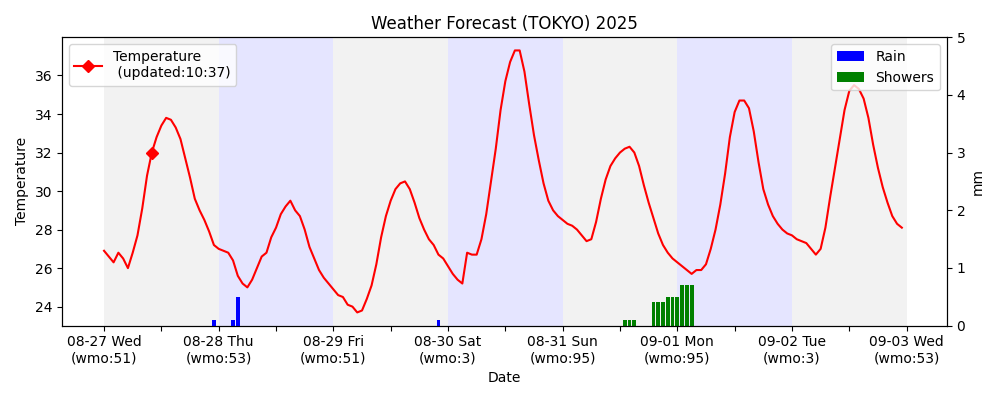 Weather Forecast (TOKYO) 2025
Temperature
(updated:10:37)
Rain
Showers
Temperature
36
34
32
30
28
26
24
5
4
3
2
1
0
mm
08-27 Wed
(wmo:51)
08-28 Thu
(wmo:53)
08-29 Fri
(wmo:51)
08-30 Sat
(wmo:3)
08-31 Sun
(wmo:95)
09-01 Mon
(wmo:95)
09-02 Tue
(wmo:3)
09-03 Wed
(wmo:53)
Date